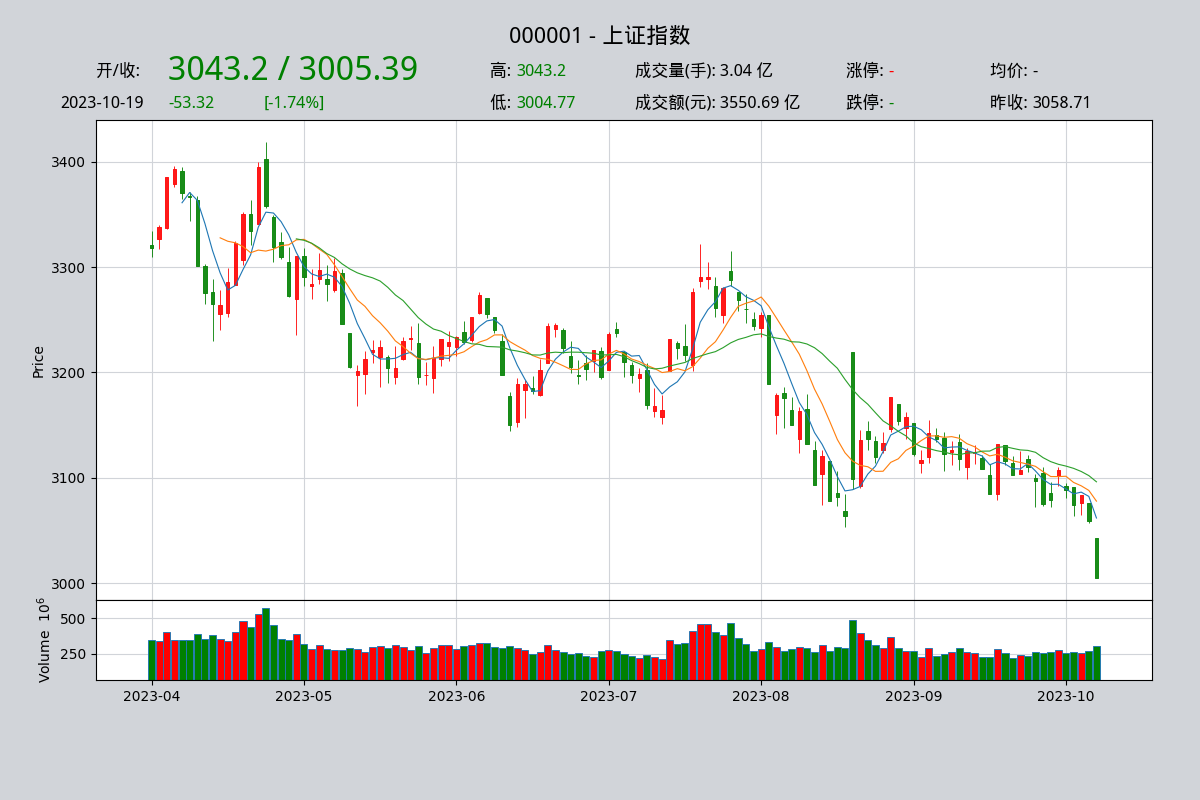 000001 - 上证指数
开/收: 3043.2 / 3005.39 高: 3043.2 成交量(手): 3.04 亿 涨停: - 均价: -
2023-10-19 -53.32 [-1.74%] 低: 3004.77 成交额(元): 3550.69 亿 跌停: - 昨收: 3058.71
3400
3300
3200
3100
3000
Price
500
250
Volume 10^6
2023-04 2023-05 2023-06 2023-07 2023-08 2023-09 2023-10